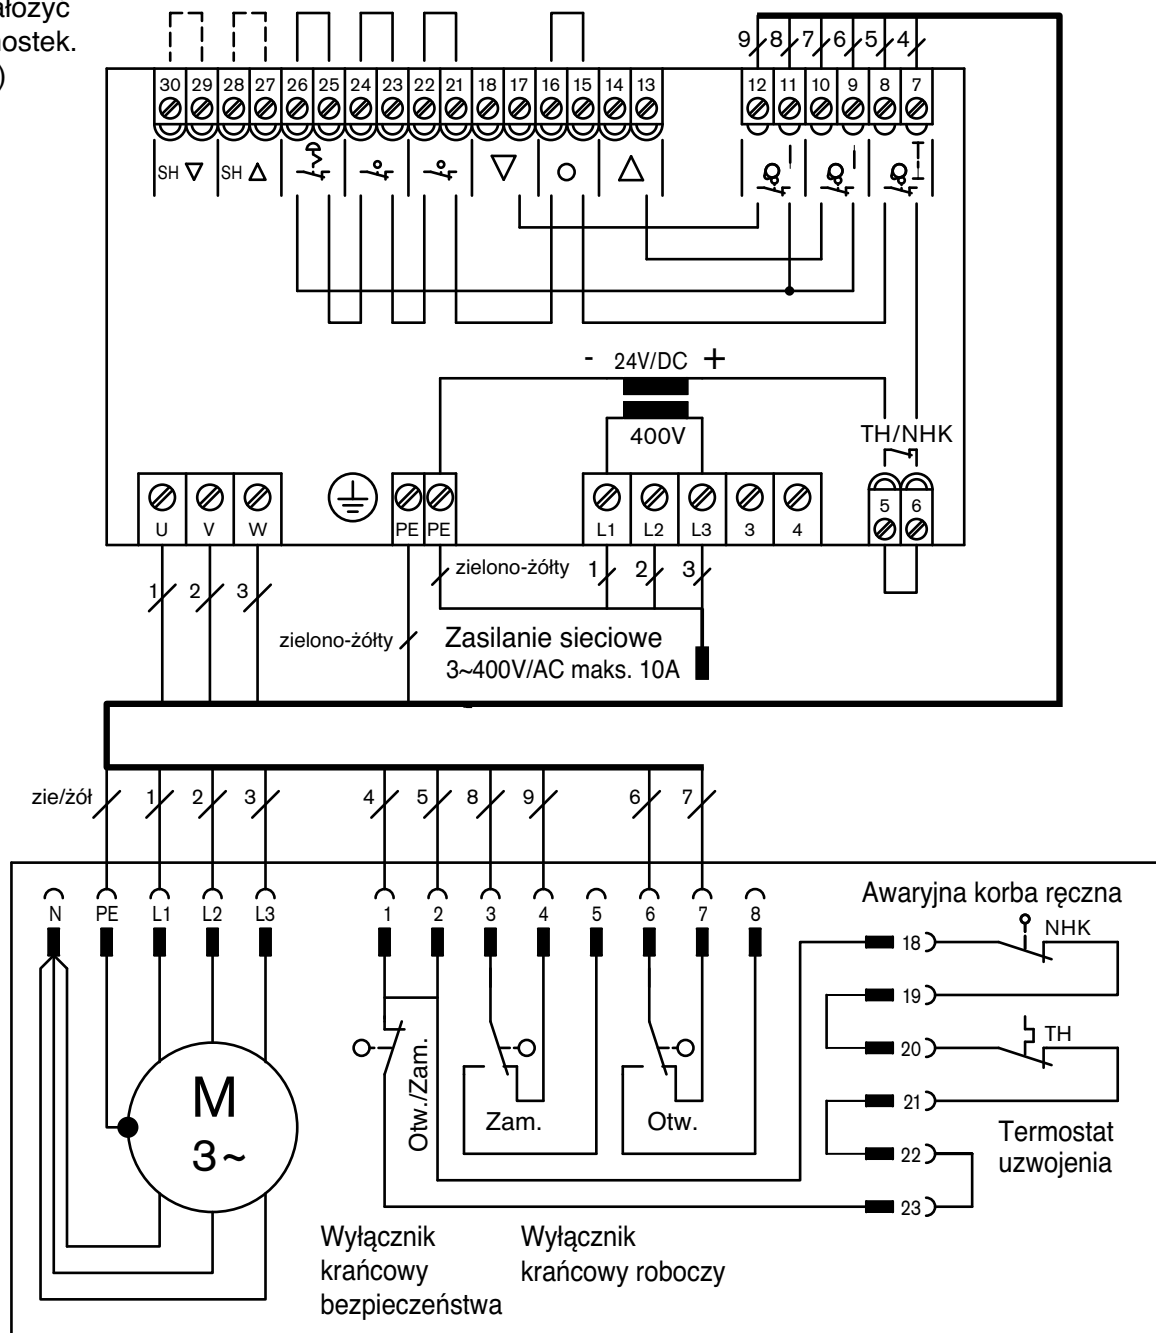 ałożyć
nostek.
)
9 8 7 6 5 4
30 29 28 27 26 25 24 23 22 21 18 17 16 15 14 13
12 11 10 9 8 7
SH SH
- 24V/DC +
400V
TH/NHK
U V W
PE PE
L1 L2 L3 3 4
5 6
1 2 3
zielono-żółty
1 2 3
zielono-żółty
Zasilanie sieciowe
3~400V/AC maks. 10A
zie/żół 1 2 3 4 5 8 9 6 7
N PE L1 L2 L3 1 2 3 4 5 6 7 8
Awaryjna korba ręczna
18 NHK
19
20 TH
21
22
23
Termostat
uzwojenia
M
3~
Otw./Zam.
Zam.
Otw.
Wyłącznik
krańcowy
bezpieczeństwa
Wyłącznik
krańcowy roboczy